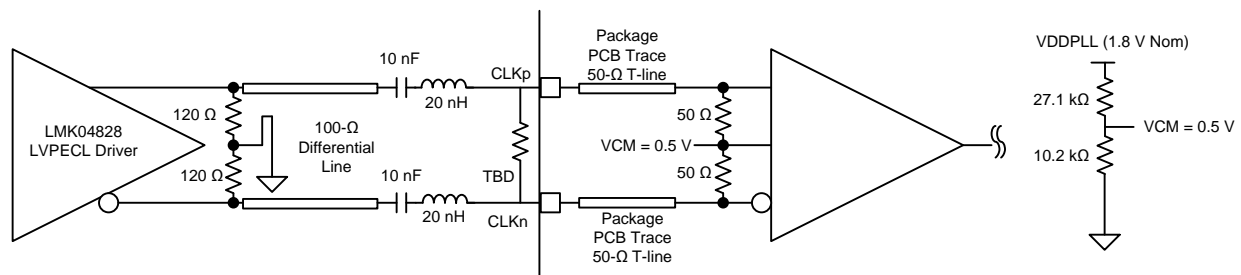 LMK04828
LVPECL Driver
120 Ω
120 Ω
100-Ω
Differential
Line
10 nF
20 nH
10 nF
20 nH
CLKp
TBD
CLKn
Package
PCB Trace
50-Ω T-line
50 Ω
VCM = 0.5 V
50 Ω
Package
PCB Trace
50-Ω T-line
VDDPLL (1.8 V Nom)
27.1 kΩ
VCM = 0.5 V
10.2 kΩ